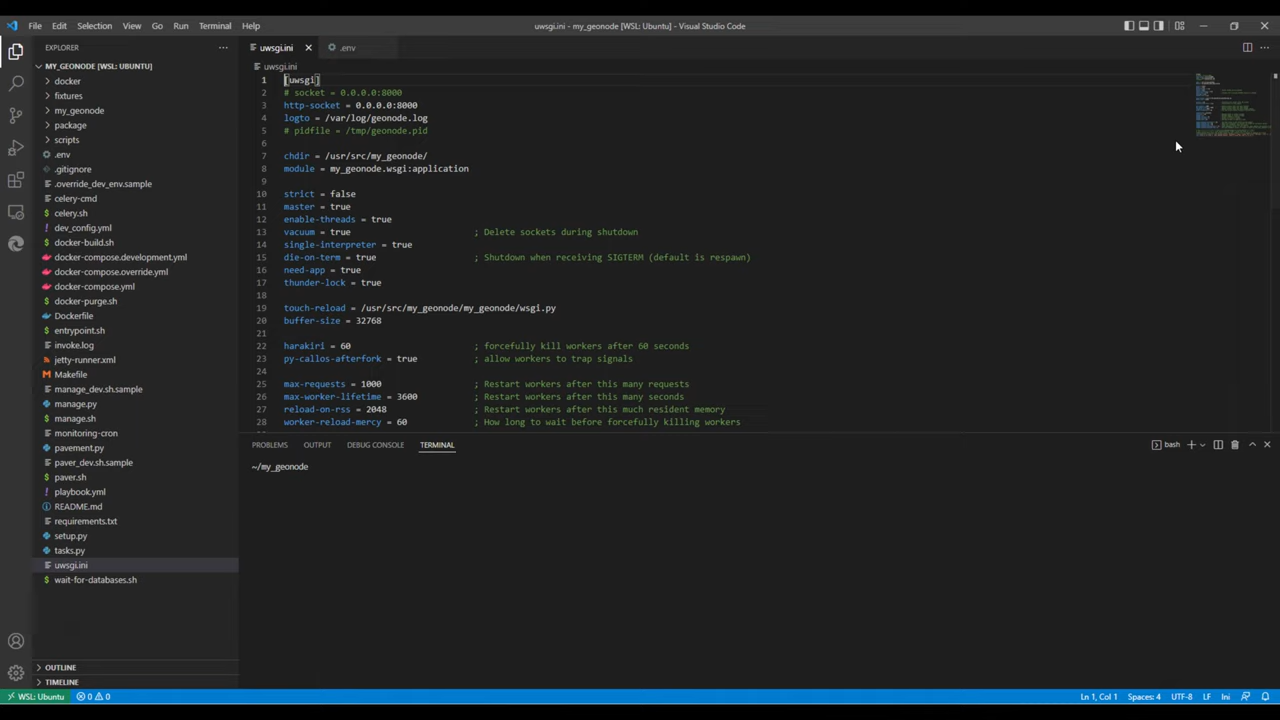 File Edit Selection View Go Run Terminal Help
uwsgi.ini - my_geonode [WSL: Ubuntu] - Visual Studio Code
EXPLORER
MY_GEONODE [WSL: UBUNTU]
docker
fixtures
my_geonode
package
scripts
.env
.gitignore
.override_dev_env.sample
celery-cmd
celery.sh
dev_config.yml
docker-build.sh
docker-compose.development.yml
docker-compose.override.yml
docker-compose.yml
docker-purge.sh
Dockerfile
entrypoint.sh
invoke.log
jetty-runner.xml
Makefile
manage_dev.sh.sample
manage.py
manage.sh
monitoring-cron
pavement.py
paver_dev.sh.sample
paver.sh
playbook.yml
README.md
requirements.txt
setup.py
tasks.py
uwsgi.ini
wait-for-databases.sh
OUTLINE
TIMELINE
uwsgi.ini .env
uwsgi.ini
1 [uwsgi]
2 # socket = 0.0.0.0:8000
3 http-socket = 0.0.0.0:8000
4 logto = /var/log/geonode.log
5 # pidfile = /tmp/geonode.pid
6
7 chdir = /usr/src/my_geonode/
8 module = my_geonode.wsgi:application
9
10 strict = false
11 master = true
12 enable-threads = true
13 vacuum = true ; Delete sockets during shutdown
14 single-interpreter = true
15 die-on-term = true ; Shutdown when receiving SIGTERM (default is respawn)
16 need-app = true
17 thunder-lock = true
18
19 touch-reload = /usr/src/my_geonode/my_geonode/wsgi.py
20 buffer-size = 32768
21
22 harakiri = 60 ; forcefully kill workers after 60 seconds
23 py-callos-afterfork = true ; allow workers to trap signals
24
25 max-requests = 1000 ; Restart workers after this many requests
26 max-worker-lifetime = 3600 ; Restart workers after this many seconds
27 reload-on-rss = 2048 ; Restart workers after this much resident memory
28 worker-reload-mercy = 60 ; How long to wait before forcefully killing workers
PROBLEMS OUTPUT DEBUG CONSOLE TERMINAL
bash
~/my_geonode
WSL: Ubuntu 0 0
Ln 1, Col 1 Spaces: 4 UTF-8 LF Ini